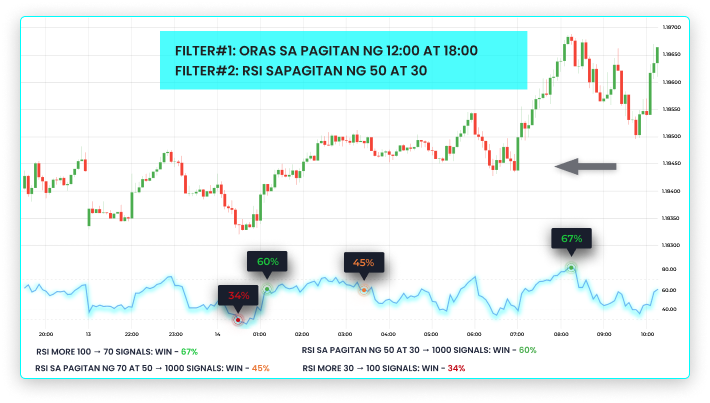 FILTER#1: ORAS SA PAGITAN NG 12:00 AT 18:00
FILTER#2: RSI SAPAGITAN NG 50 AT 30
1.18700
1.18650
1.18600
1.18550
1.18500
1.18450
1.18400
1.18350
1.18300
67%
60%
45%
34%
80.00
60.00
40.00
20:00 13 22:00 23:00 14 01:00 02:00 03:00 04:00 05:00 06:00 07:00 08:00 09:00 10:00
RSI MORE 100 → 70 SIGNALS: WIN - 67%
RSI SA PAGITAN NG 50 AT 30 → 1000 SIGNALS: WIN - 60%
RSI SA PAGITAN NG 70 AT 50 → 1000 SIGNALS: WIN - 45%
RSI MORE 30 → 100 SIGNALS: WIN - 34%